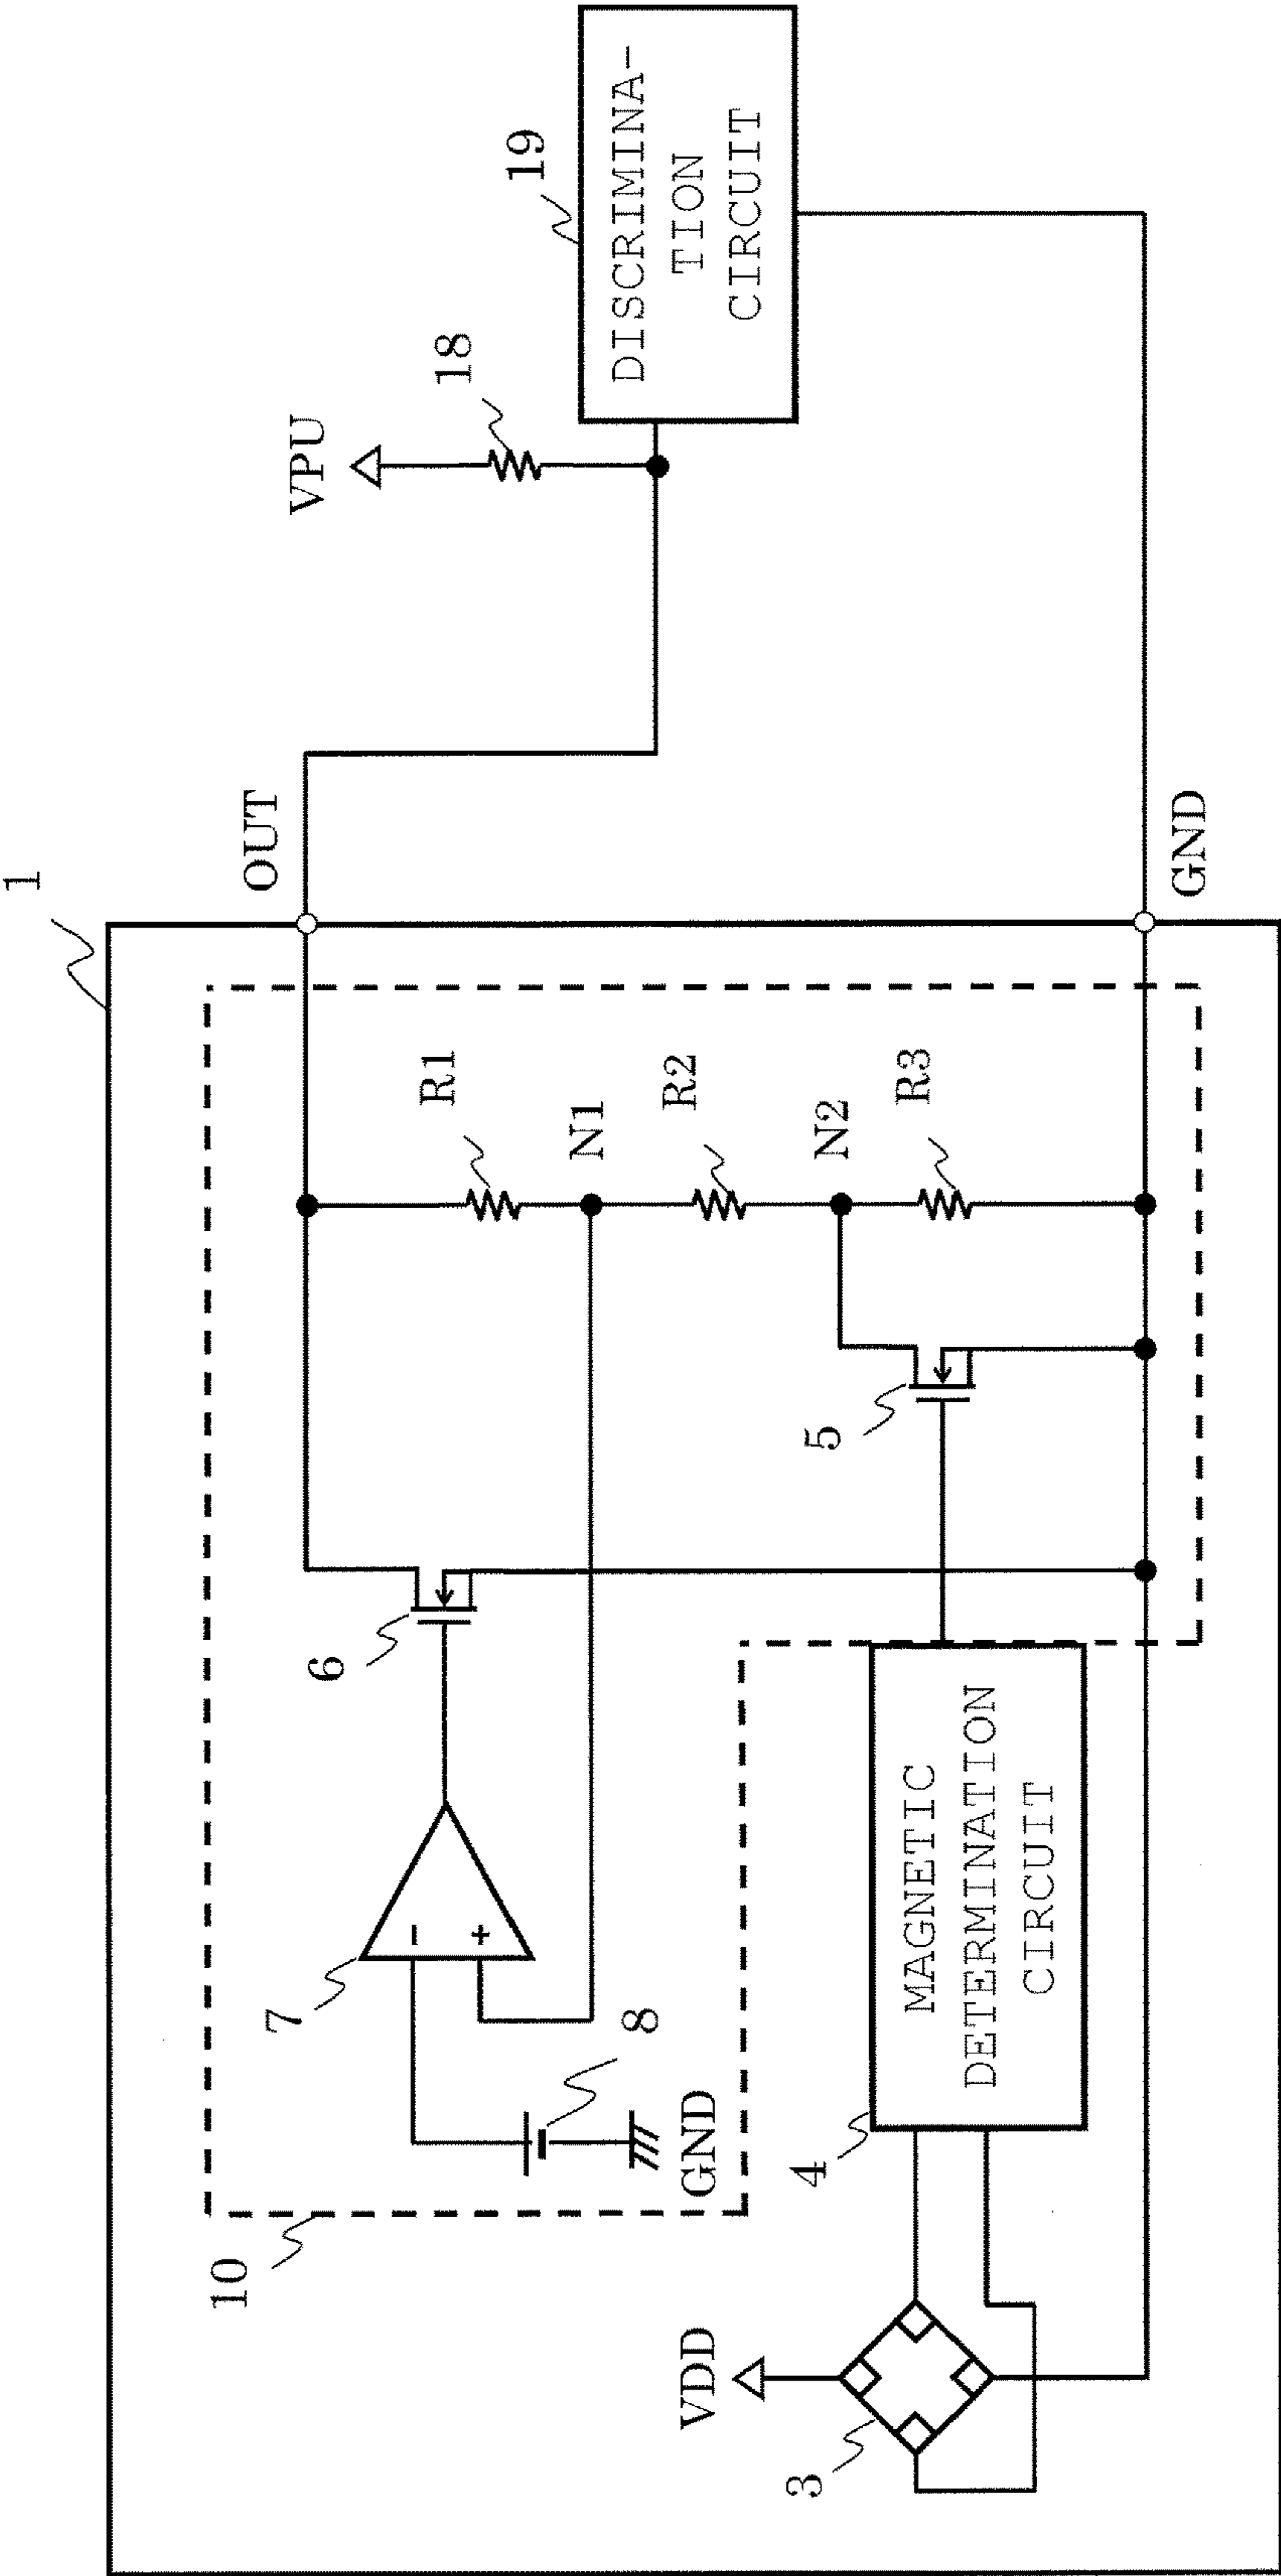 1
OUT
VPU
18
19
DISCRIMINA-
TION
CIRCUIT
10
7
6
R1
N1
8
R2
GND
N2
5
R3
VDD
3
4
MAGNETIC
DETERMINATION
CIRCUIT
GND